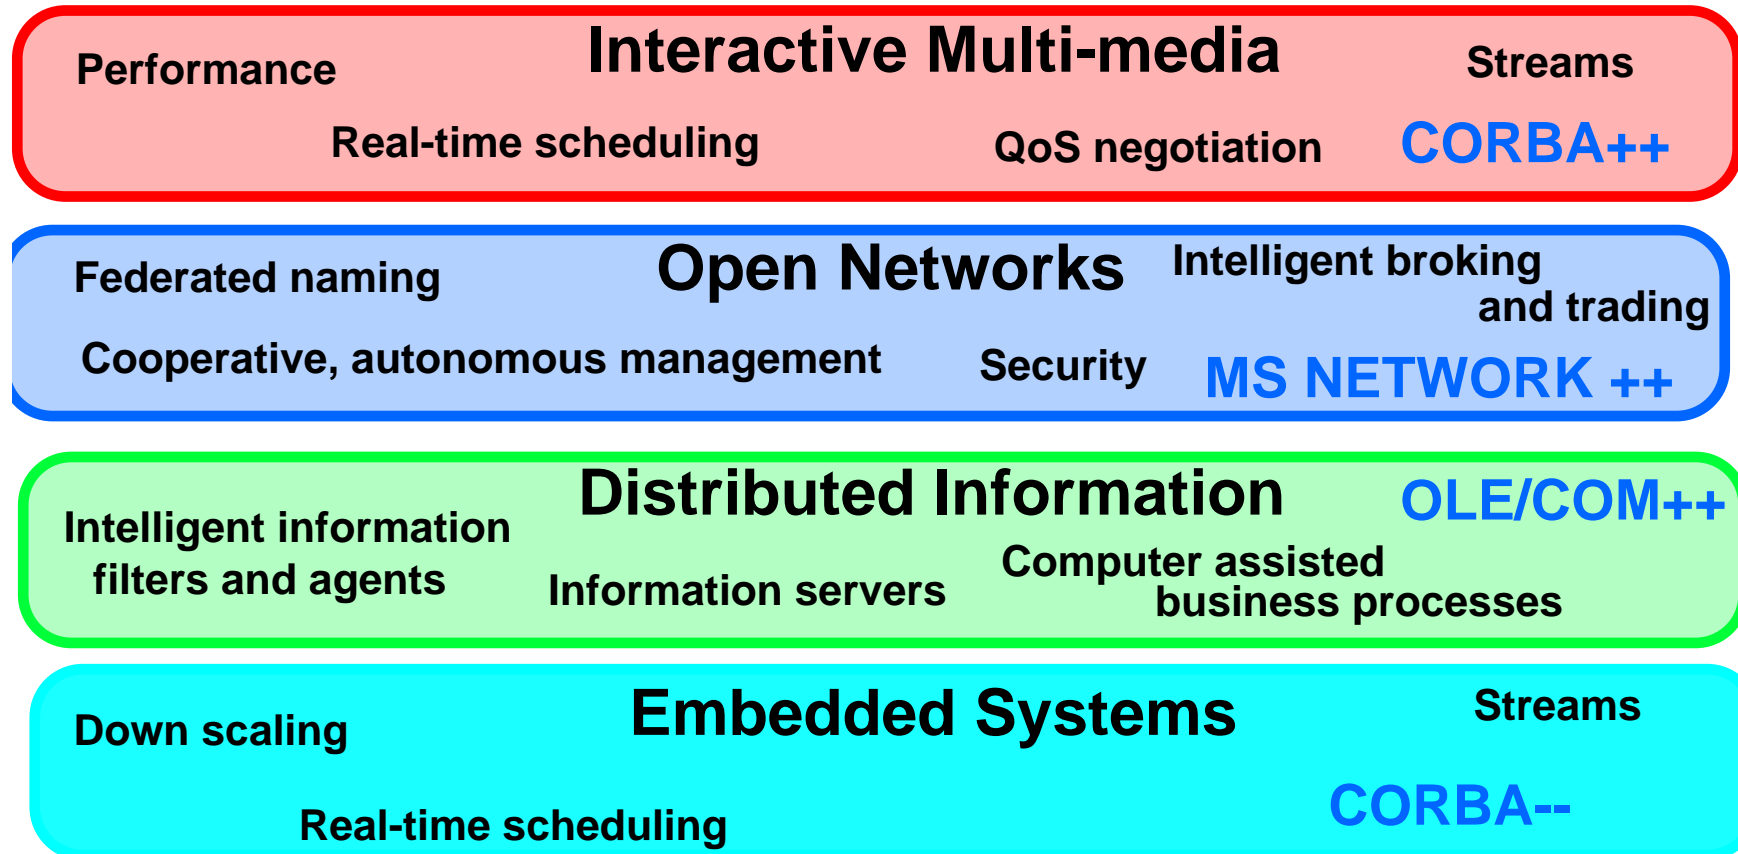 Interactive Multi-media
Performance
Streams
Real-time scheduling
QoS negotiation
CORBA++
Open Networks
Federated naming
Intelligent broking
and trading
Cooperative, autonomous management
Security
MS NETWORK ++
Distributed Information
OLE/COM++
Intelligent information
filters and agents
Information servers
Computer assisted
business processes
Embedded Systems
Down scaling
Streams
Real-time scheduling
CORBA--